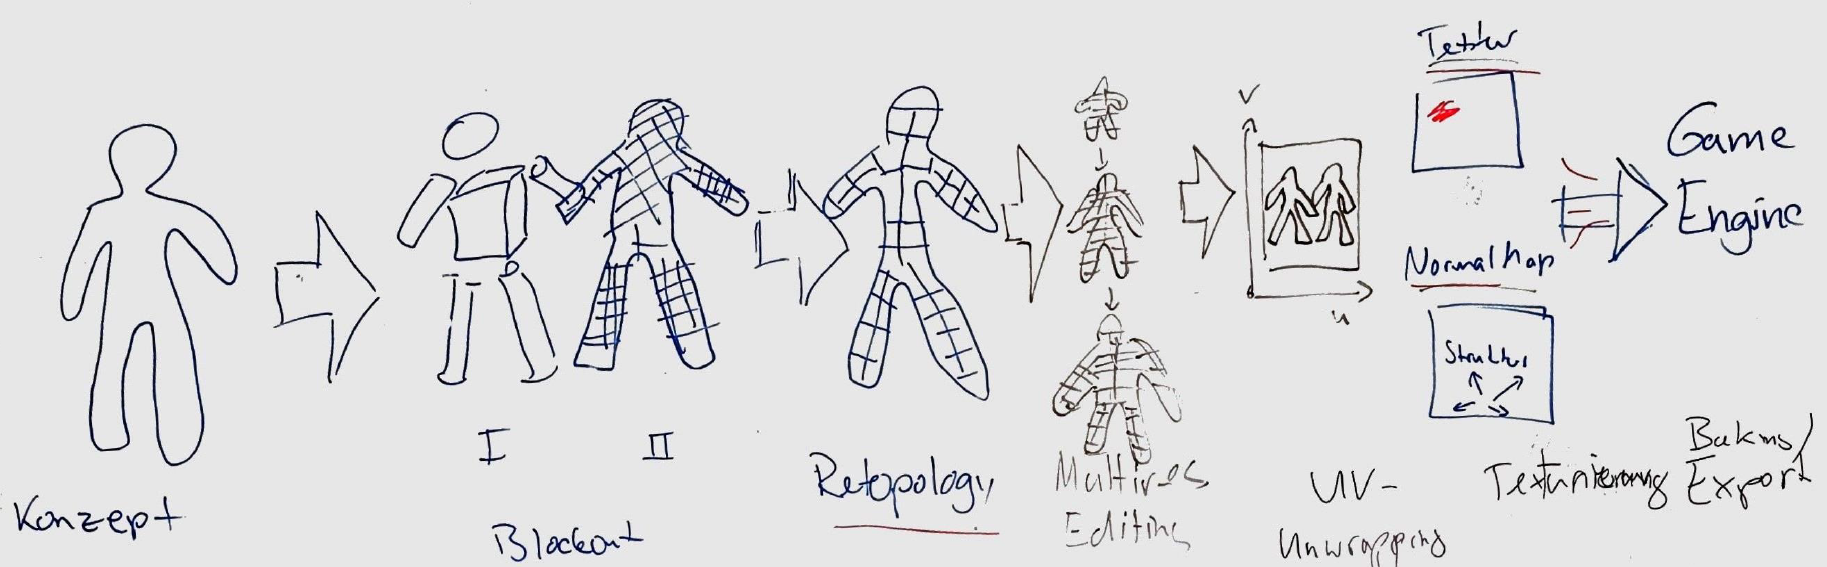 Konzept
I
II
Blockout
Retopology
Multires
Editing
V
u
UV-
Unwrapping
Textur
Normal Map
Struktur
Texturierung
Game
Engine
Baking/
Export